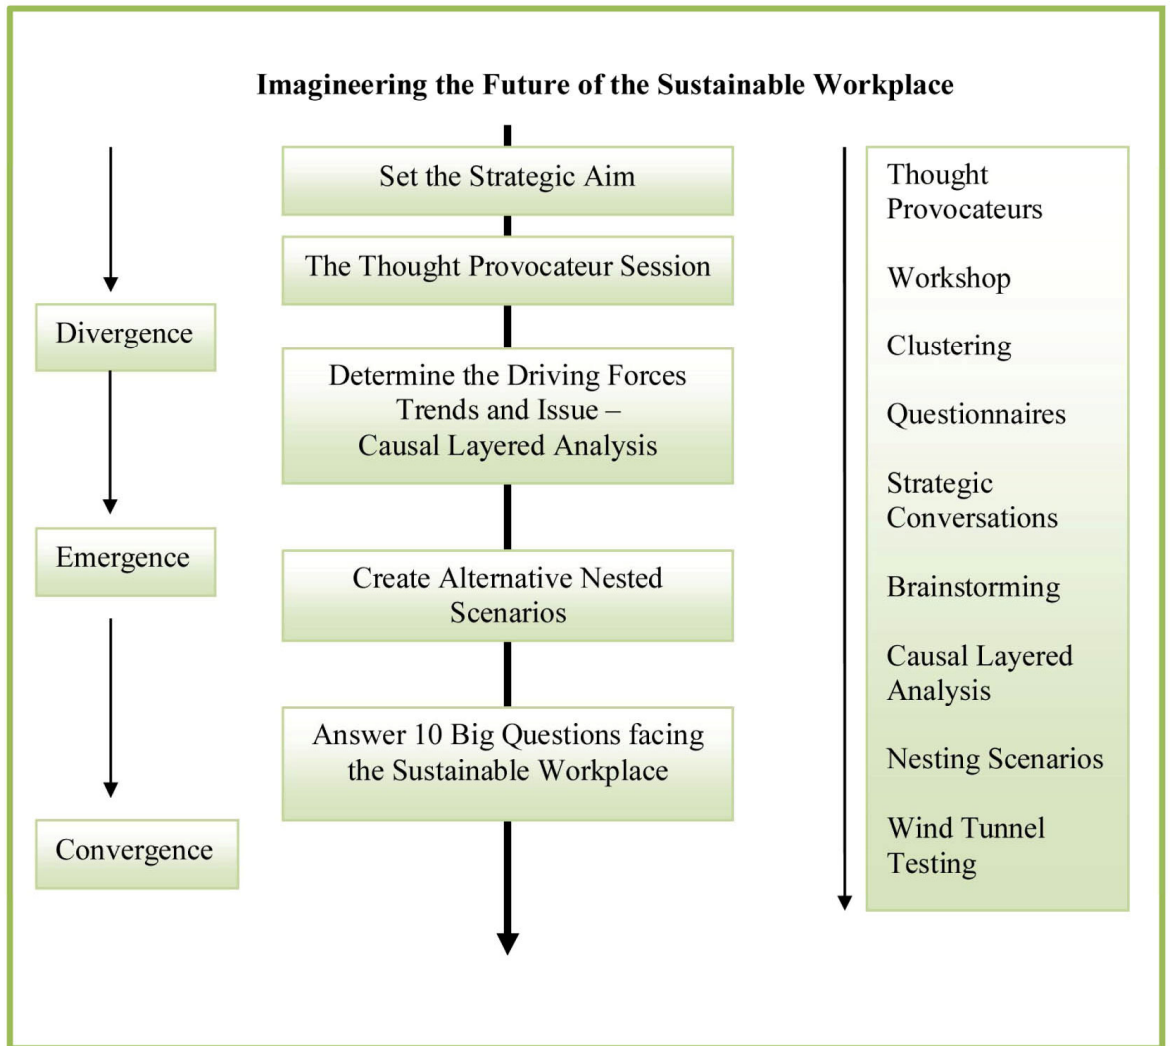 Imagineering the Future of the Sustainable Workplace
Divergence
Emergence
Convergence
Set the Strategic Aim
The Thought Provocateur Session
Determine the Driving Forces
Trends and Issue –
Causal Layered Analysis
Create Alternative Nested
Scenarios
Answer 10 Big Questions facing
the Sustainable Workplace
Thought
Provocateurs
Workshop
Clustering
Questionnaires
Strategic
Conversations
Brainstorming
Causal Layered
Analysis
Nesting Scenarios
Wind Tunnel
Testing